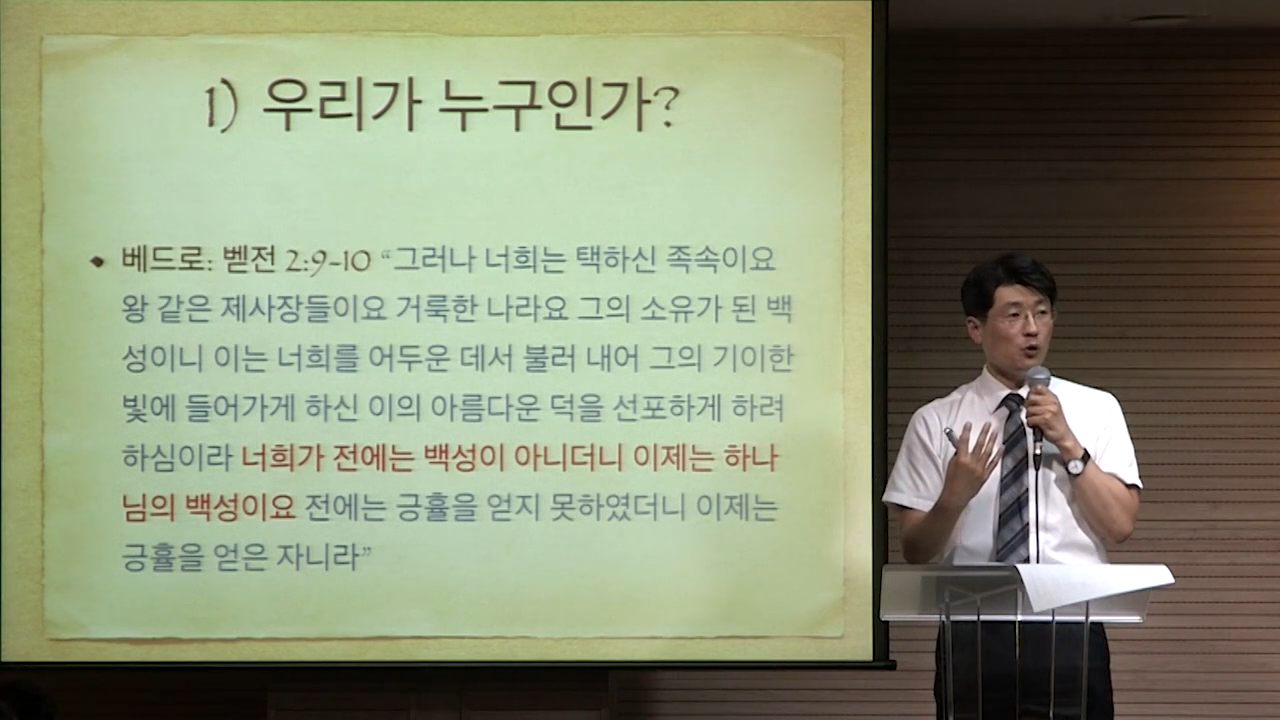 1) 우리가 누구인가?
• 베드로: 벧전 2:9-10 “그러나 너희는 택하신 족속이요
왕 같은 제사장들이요 거룩한 나라요 그의 소유가 된 백
성이니 이는 너희를 어두운 데서 불러 내어 그의 기이한
빛에 들어가게 하신 이의 아름다운 덕을 선포하게 하려
하심이라 너희가 전에는 백성이 아니더니 이제는 하나
님의 백성이요 전에는 긍휼을 얻지 못하였더니 이제는
긍휼을 얻은 자니라”